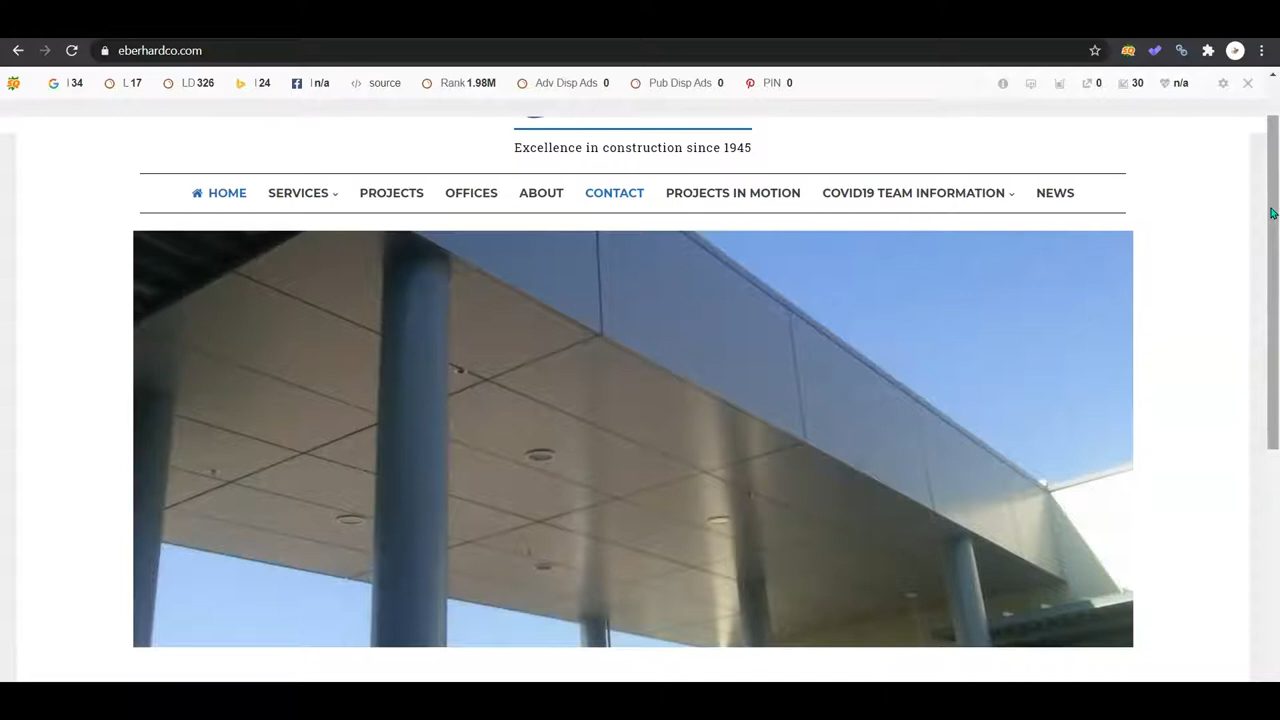 eberhardco.com
I 34 L 17 LD 326 I 24 I n/a source Rank 1.98M Adv Disp Ads 0 Pub Disp Ads 0 PIN 0 0 30 n/a
Excellence in construction since 1945
HOME SERVICES PROJECTS OFFICES ABOUT CONTACT PROJECTS IN MOTION COVID19 TEAM INFORMATION NEWS